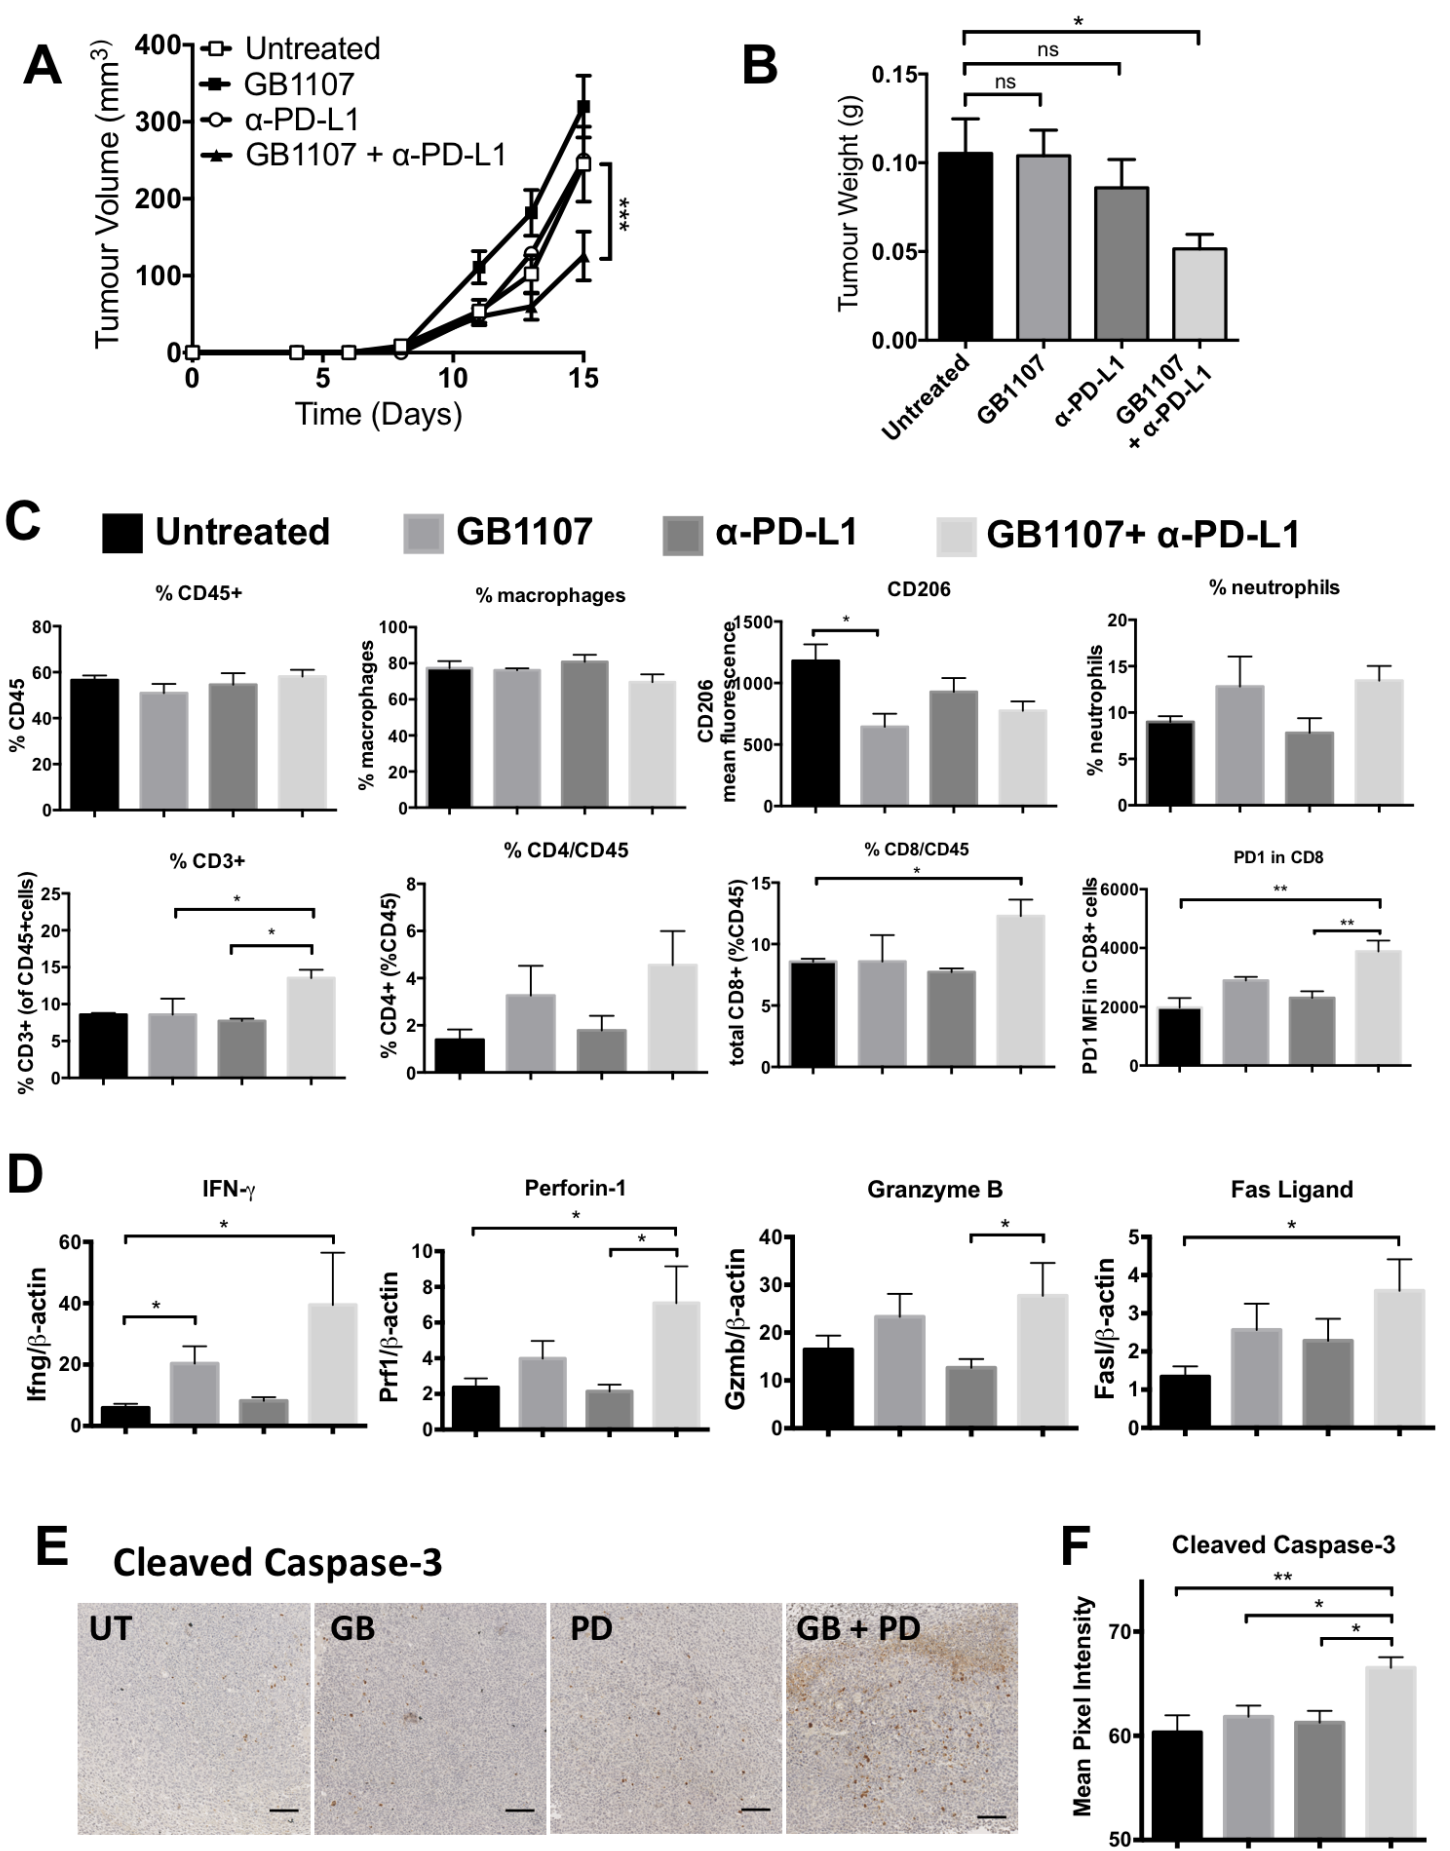 A
Tumour Volume (mm³)
400
300
200
100
0
0
5
10
15
Time (Days)
Untreated
GB1107
α-PD-L1
GB1107 + α-PD-L1
***
B
Tumour Weight (g)
0.15
0.10
0.05
0.00
*
ns
ns
Untreated
GB1107
α-PD-L1
GB1107
+ α-PD-L1
C
Untreated
GB1107
α-PD-L1
GB1107+ α-PD-L1
% CD45+
% CD45
80
60
40
20
0
% macrophages
% macrophages
100
80
60
40
20
0
CD206
CD206
mean fluorescence
1500
1000
500
0
*
% neutrophils
% neutrophils
20
15
10
5
0
% CD3+
% CD3+ (of CD45+cells)
25
20
15
10
5
0
*
*
% CD4/CD45
% CD4+ (%CD45)
8
6
4
2
0
% CD8/CD45
total CD8+ (%CD45)
15
10
5
0
*
PD1 in CD8
PD1 MFI in CD8+ cells
6000
4000
2000
0
**
**
D
IFN-γ
Ifng/β-actin
60
40
20
0
*
*
Perforin-1
Prf1/β-actin
10
8
6
4
2
0
*
*
Granzyme B
Gzmb/β-actin
40
30
20
10
0
*
Fas Ligand
Fasl/β-actin
5
4
3
2
1
0
*
E
Cleaved Caspase-3
UT
GB
PD
GB + PD
F
Cleaved Caspase-3
Mean Pixel Intensity
70
60
50
**
*
*